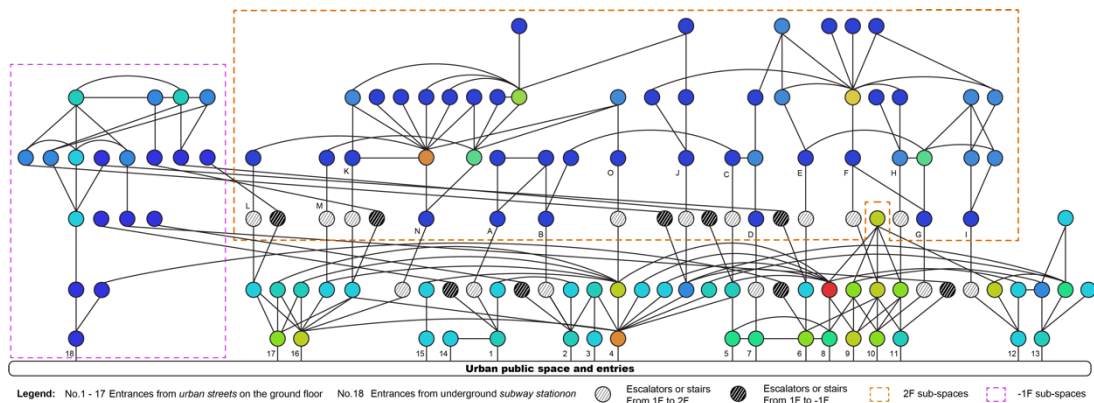 K
O
J
C
E
F
H
L
M
N
A
B
D
G
I
18
17
16
15
14
1
2
3
4
5
7
6
8
9
10
11
12
13
Urban public space and entries
Legend: No.1 - 17 Entrances from urban streets on the ground floor No.18 Entrances from underground subway stationon
Escalators or stairs
From 1F to 2F
Escalators or stairs
From 1F to -1F
2F sub-spaces
-1F sub-spaces